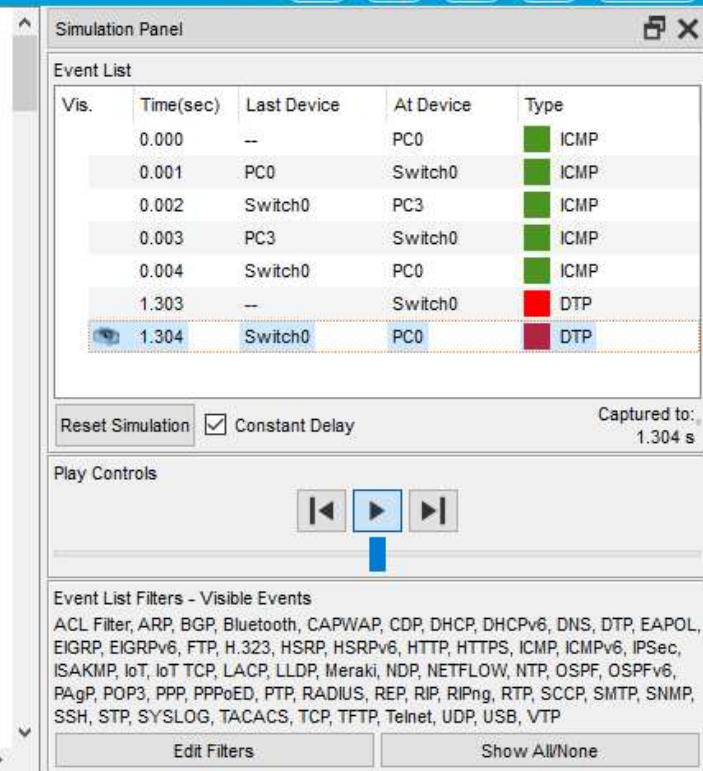 Simulation Panel
Event List
Vis. Time(sec) Last Device At Device Type
0.000 -- PC0 ICMP
0.001 PC0 Switch0 ICMP
0.002 Switch0 PC3 ICMP
0.003 PC3 Switch0 ICMP
0.004 Switch0 PC0 ICMP
1.303 -- Switch0 DTP
1.304 Switch0 PC0 DTP
Reset Simulation Constant Delay Captured to:
1.304 s
Play Controls
Event List Filters - Visible Events
ACL Filter, ARP, BGP, Bluetooth, CAPWAP, CDP, DHCP, DHCPv6, DNS, DTP, EAPOL,
EIGRP, EIGRPv6, FTP, H.323, HSRP, HSRPv6, HTTP, HTTPS, ICMP, ICMPv6, IPSec,
ISAKMP, IoT, IoT TCP, LACP, LLDP, Meraki, NDP, NETFLOW, NTP, OSPF, OSPFv6,
PAgP, POP3, PPP, PPPoED, PTP, RADIUS, REP, RIP, RIPng, RTP, SCCP, SMTP, SNMP,
SSH, STP, SYSLOG, TACACS, TCP, TFTP, Telnet, UDP, USB, VTP
Edit Filters Show All/None